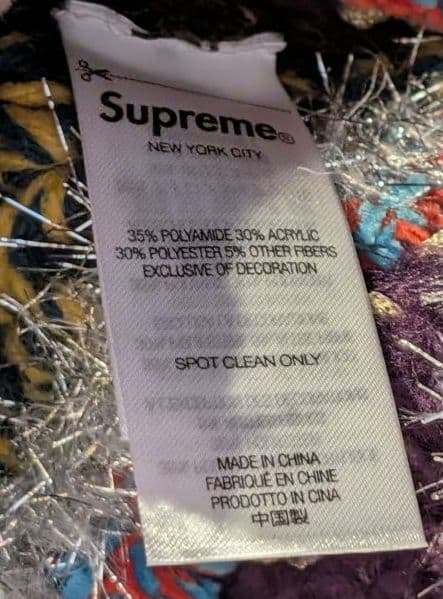 Supreme®
NEW YORK CITY
35% POLYAMIDE 30% ACRYLIC
30% POLYESTER 5% OTHER FIBERS
EXCLUSIVE OF DECORATION
SPOT CLEAN ONLY
MADE IN CHINA
FABRIQUÉ EN CHINE
PRODOTTO IN CINA
中国製